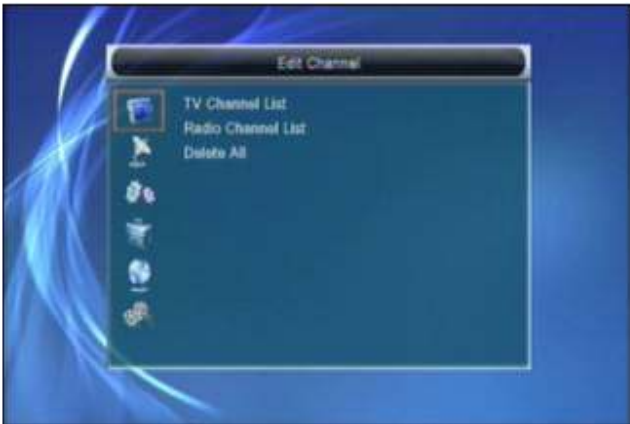 Edit Channel
TV Channel List
Radio Channel List
Delete All